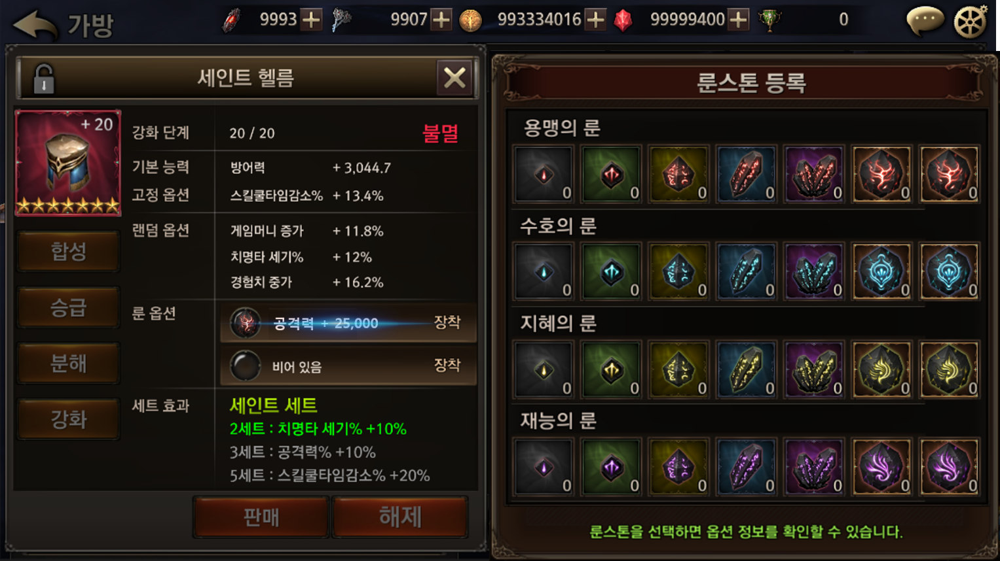 가방
9993
9907
993334016
99999400
0
세인트 헬름
+ 20
강화 단계 20 / 20 불멸
기본 능력 방어력 + 3,044.7
고정 옵션 스킬쿨타임감소% + 13.4%
랜덤 옵션 게임머니 증가 + 11.8%
치명타 세기% + 12%
경험치 중가 + 16.2%
룬 옵션 공격력 + 25,000 장착
비어 있음 장착
세트 효과 세인트 세트
2세트 : 치명타 세기% +10%
3세트 : 공격력% +10%
5세트 : 스킬쿨타임감소% +20%
합성
승급
분해
강화
판매 해제
룬스톤 등록
용맹의 룬
0 0 0 0 0 0 0
수호의 룬
0 0 0 0 0 0 0
지혜의 룬
0 0 0 0 0 0 0
재능의 룬
0 0 0 0 0 0 0
룬스톤을 선택하면 옵션 정보를 확인할 수 있습니다.